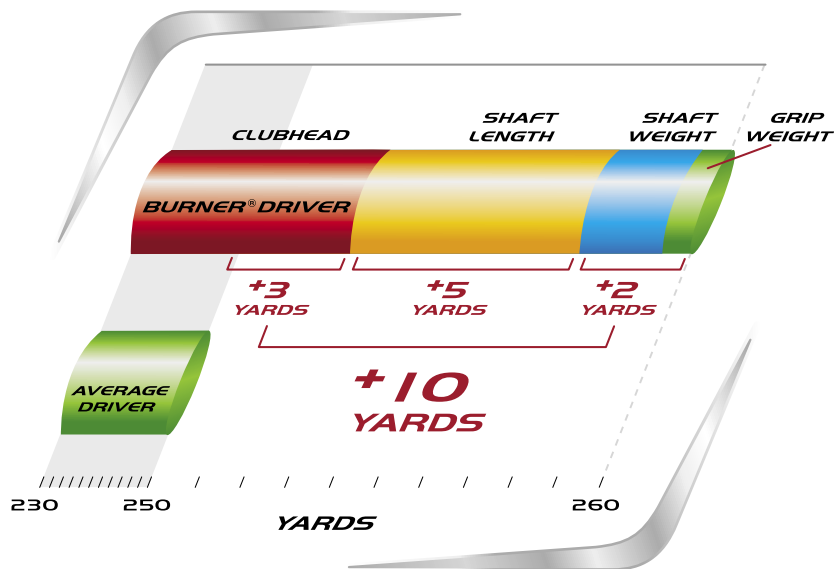 CLUBHEAD
SHAFT
LENGTH
SHAFT
WEIGHT
GRIP
WEIGHT
BURNER® DRIVER
+3
YARDS
+5
YARDS
+2
YARDS
+10
YARDS
AVERAGE
DRIVER
230 250 260
YARDS